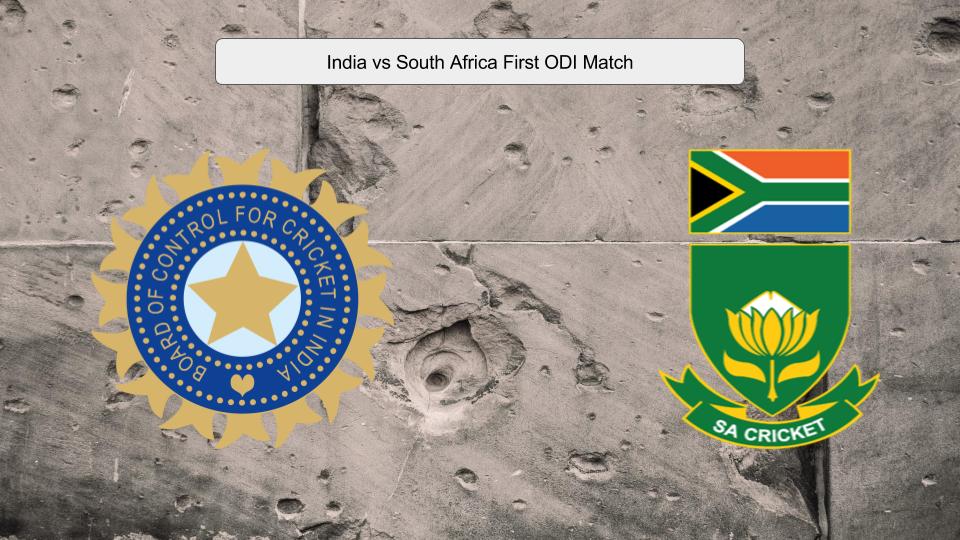 India vs South Africa First ODI Match
BOARD OF CONTROL FOR CRICKET IN INDIA
SA CRICKET